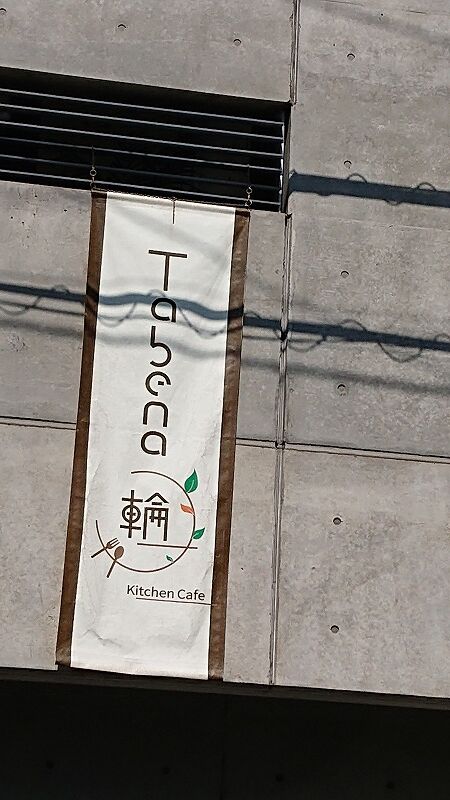 Tabena
輪
Kitchen Cafe